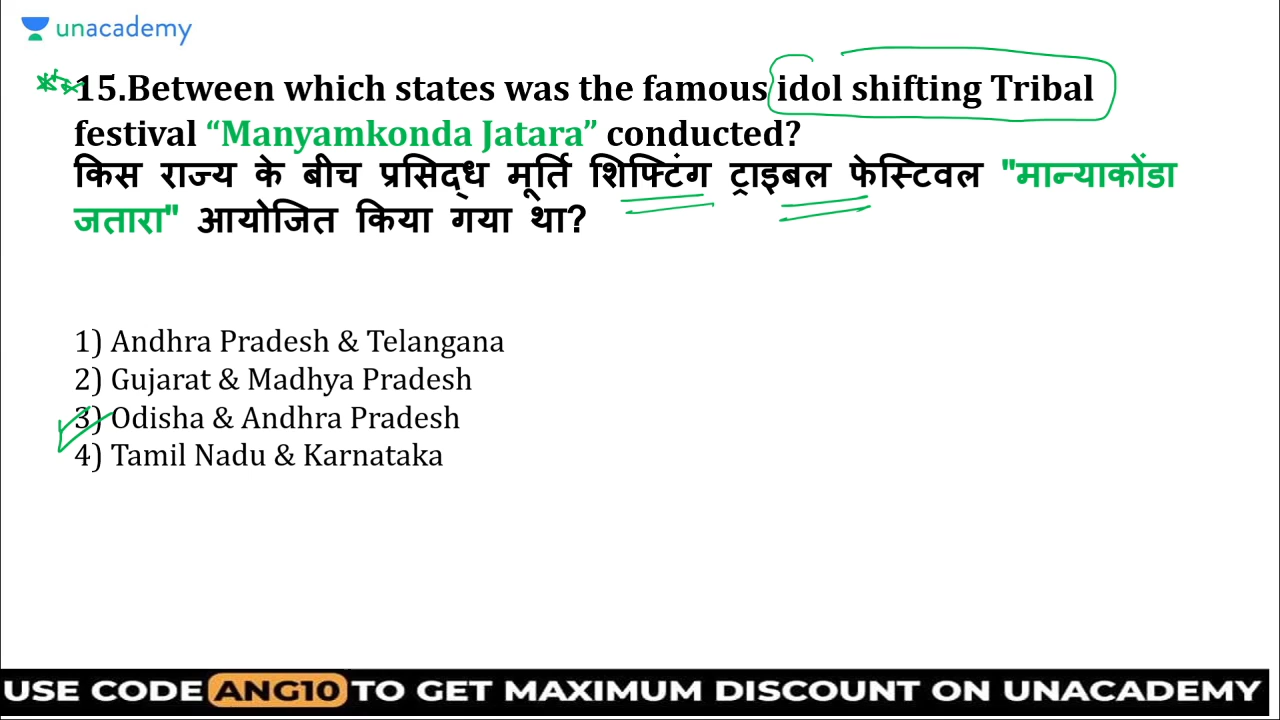 unacademy
15.Between which states was the famous idol shifting Tribal
festival “Manyamkonda Jatara” conducted?
किस राज्य के बीच प्रसिद्ध मूर्ति शिफ्टिंग ट्राइबल फेस्टिवल "मान्याकोंडा
जतारा" आयोजित किया गया था?
1) Andhra Pradesh & Telangana
2) Gujarat & Madhya Pradesh
3) Odisha & Andhra Pradesh
4) Tamil Nadu & Karnataka
USE CODE ANG10 TO GET MAXIMUM DISCOUNT ON UNACADEMY